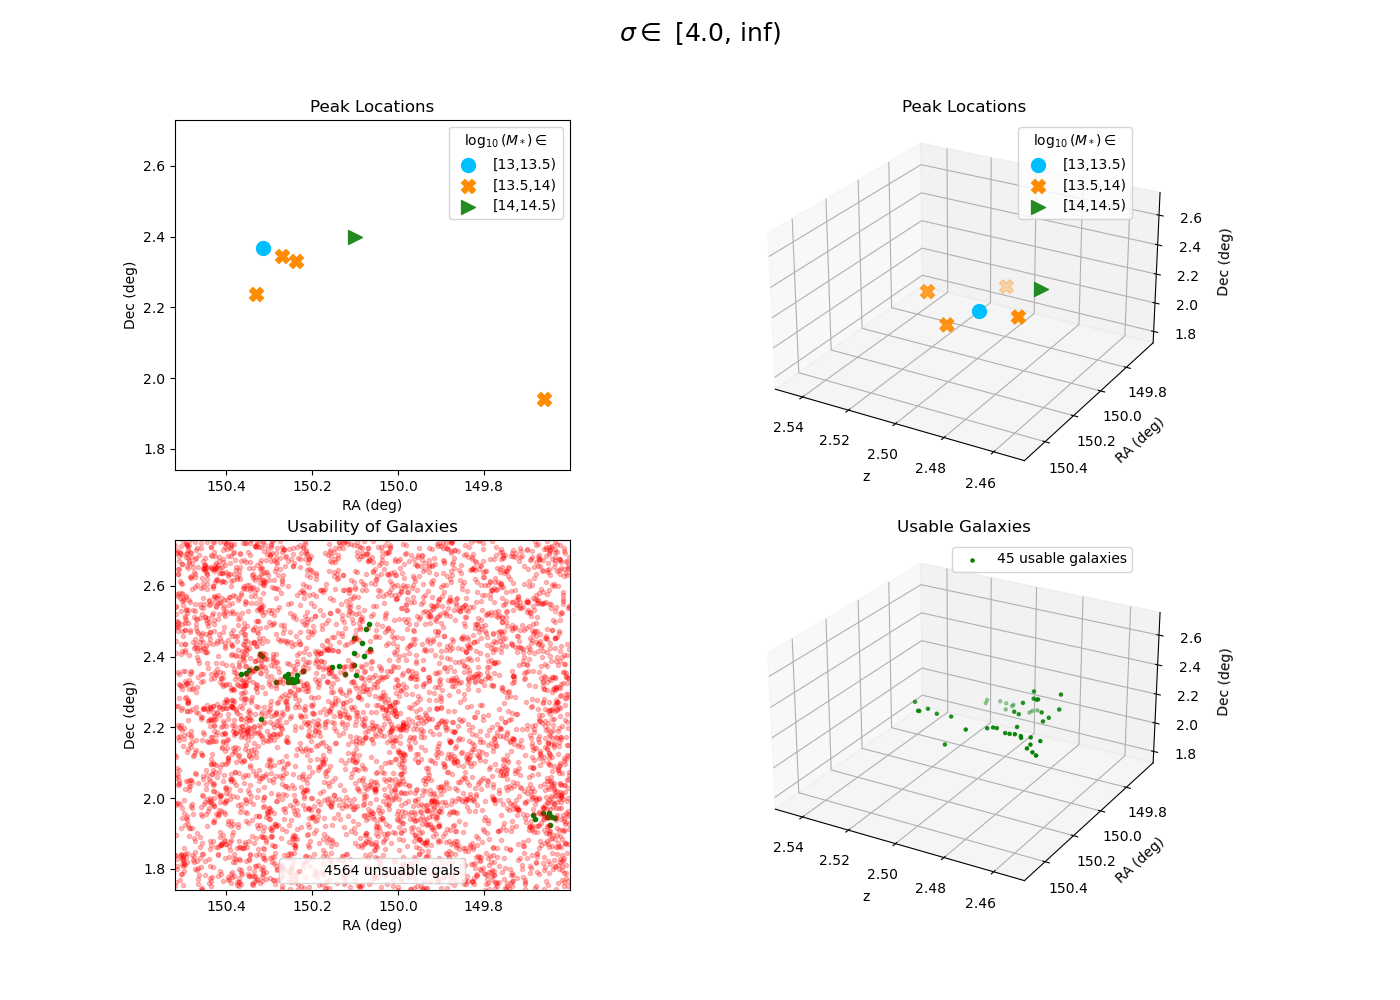 σ ∈ [4.0, inf)
Peak Locations
log₁₀(M*) ∈
[13,13.5)
[13.5,14)
[14,14.5)
2.6
2.4
2.2
2.0
1.8
Dec (deg)
150.4 150.2 150.0 149.8
RA (deg)
Peak Locations
log₁₀(M*) ∈
[13,13.5)
[13.5,14)
[14,14.5)
2.6
2.4
2.2
2.0
1.8
Dec (deg)
149.8
150.0
150.2
150.4
RA (deg)
2.54
2.52
2.50
2.48
2.46
z
Usability of Galaxies
2.6
2.4
2.2
2.0
1.8
Dec (deg)
4564 unsuable gals
150.4 150.2 150.0 149.8
RA (deg)
Usable Galaxies
45 usable galaxies
2.6
2.4
2.2
2.0
1.8
Dec (deg)
149.8
150.0
150.2
150.4
RA (deg)
2.54
2.52
2.50
2.48
2.46
z